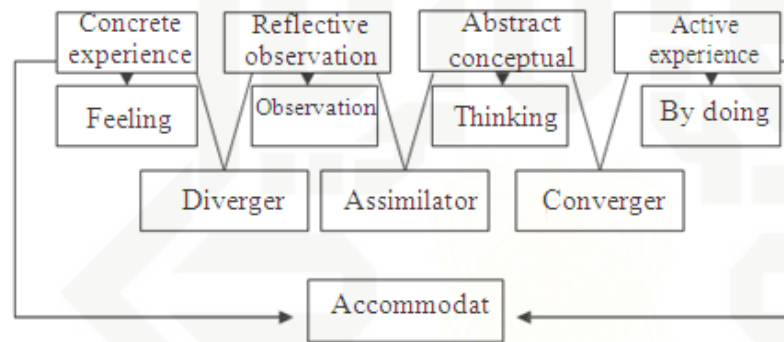 Concrete
experience
Reflective
observation
Abstract
conceptual
Active
experience
Feeling
Observation
Thinking
By doing
Diverger
Assimilator
Converger
Accommodat